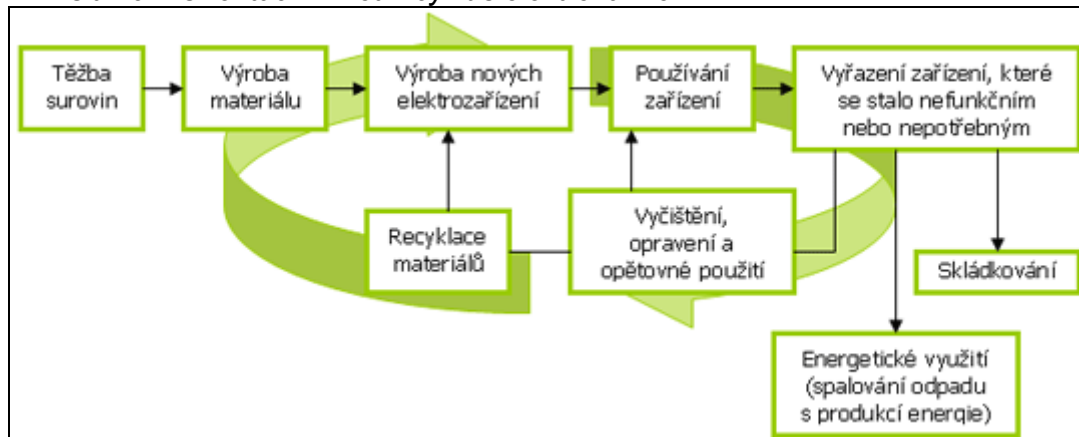 Těžba
surovin
Výroba
materiálu
Výroba nových
elektrozařízení
Používání
zařízení
Vyřazení zařízení, které
se stalo nefunkčním
nebo nepotřebným
Recyklace
materiálů
Vyčištění,
opravení a
opětovné použití
Skládkování
Energetické využití
(spalování odpadu
s produkcí energie)